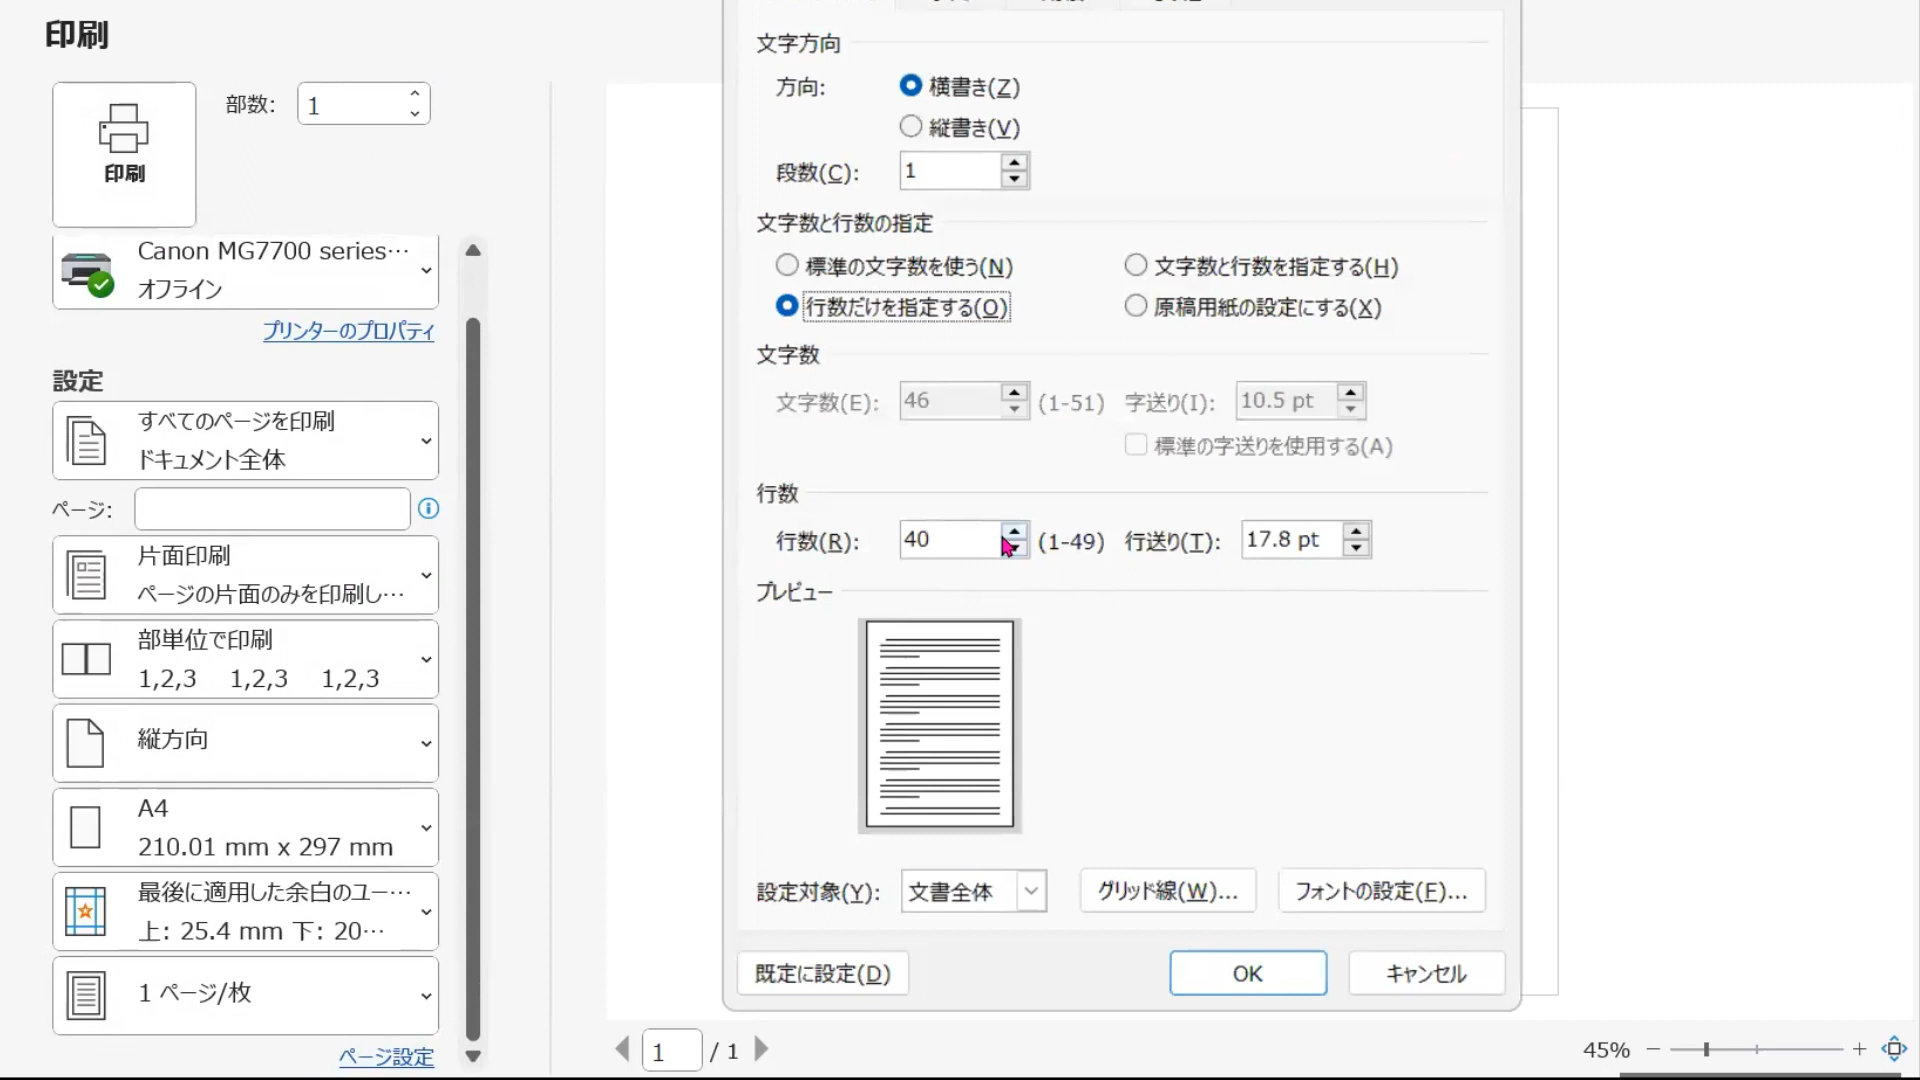 印刷
印刷
部数: 1
Canon MG7700 series…
オフライン
プリンターのプロパティ
設定
すべてのページを印刷
ドキュメント全体
ページ:
片面印刷
ページの片面のみを印刷し…
部単位で印刷
1,2,3 1,2,3 1,2,3
縦方向
A4
210.01 mm x 297 mm
最後に適用した余白のユー…
上: 25.4 mm 下: 20…
1 ページ/枚
ページ設定
文字方向
方向: 横書き(Z)
縦書き(V)
段数(C): 1
文字数と行数の指定
標準の文字数を使う(N) 文字数と行数を指定する(H)
行数だけを指定する(O) 原稿用紙の設定にする(X)
文字数
文字数(E): 46 (1-51) 字送り(I): 10.5 pt
標準の字送りを使用する(A)
行数
行数(R): 40 (1-49) 行送り(T): 17.8 pt
プレビュー
設定対象(Y): 文書全体 グリッド線(W)... フォントの設定(F)...
既定に設定(D) OK キャンセル
1 / 1
45%